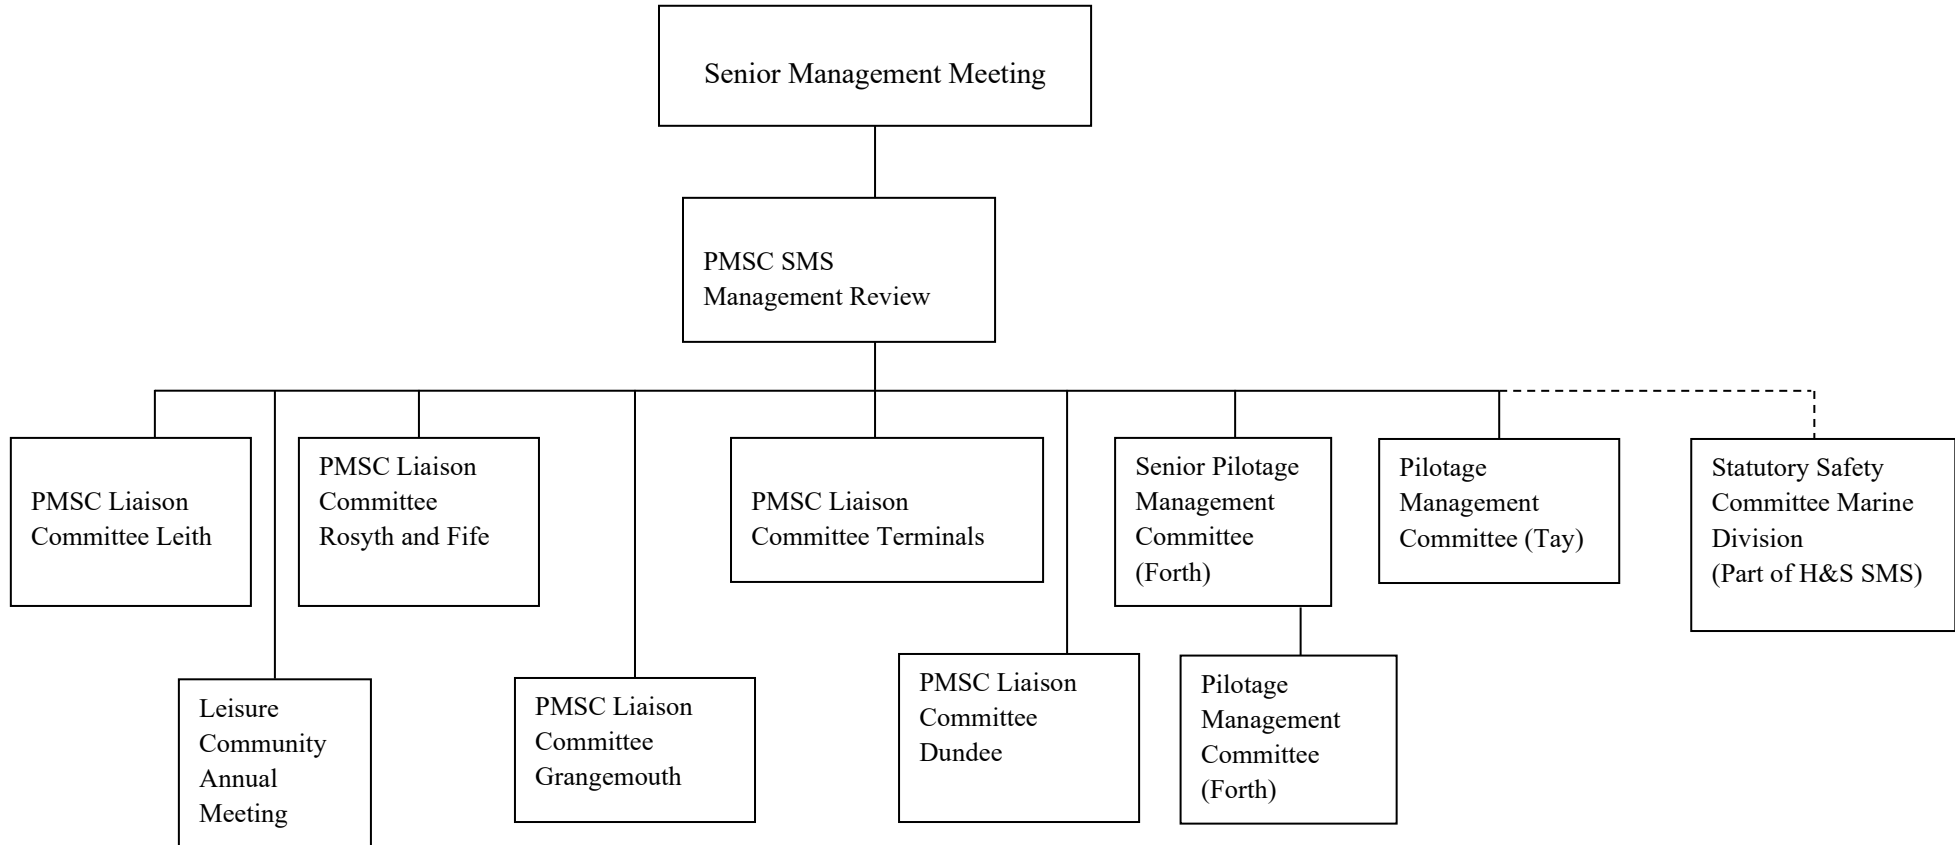 Senior Management Meeting
PMSC SMS
Management Review
PMSC Liaison
Committee Leith
PMSC Liaison
Committee
Rosyth and Fife
PMSC Liaison
Committee Terminals
Senior Pilotage
Management
Committee
(Forth)
Pilotage
Management
Committee (Tay)
Statutory Safety
Committee Marine
Division
(Part of H&S SMS)
Leisure
Community
Annual
Meeting
PMSC Liaison
Committee
Grangemouth
PMSC Liaison
Committee
Dundee
Pilotage
Management
Committee
(Forth)